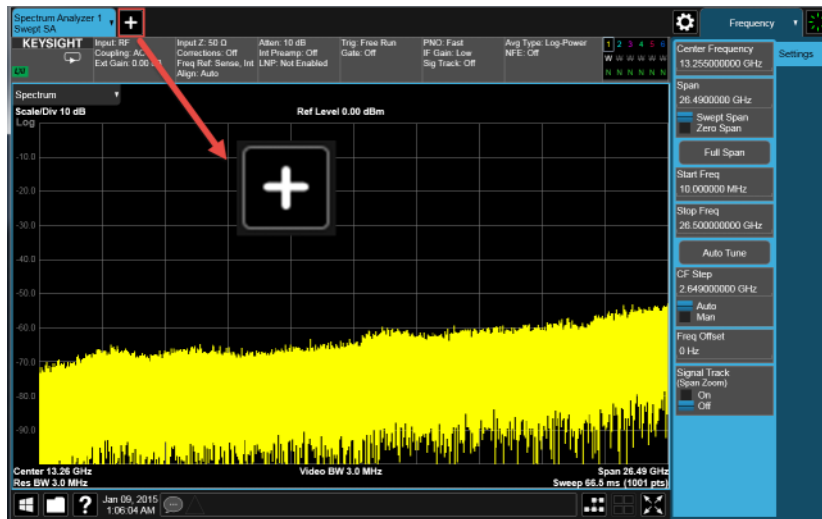 Spectrum Analyzer 1
Swept SA
+
Frequency
KEYSIGHT
Input: RF
Coupling: AC
Ext Gain: 0.00 dB
Input Z: 50 Ω
Corrections: Off
Freq Ref: Sense, Int
Align: Auto
Atten: 10 dB
Int Preamp: Off
LNP: Not Enabled
Trig: Free Run
Gate: Off
PNO: Fast
IF Gain: Low
Sig Track: Off
Avg Type: Log-Power
NFE: Off
1 2 3 4 5 6
W W W W W W
N N N N N N
Spectrum
Scale/Div 10 dB
Ref Level 0.00 dBm
Log
-10.0
-20.0
-30.0
-40.0
-50.0
-60.0
-70.0
-80.0
-90.0
Center 13.26 GHz
Res BW 3.0 MHz
Video BW 3.0 MHz
Span 26.49 GHz
Sweep 66.5 ms (1001 pts)
Center Frequency
13.255000000 GHz
Settings
Span
26.4900000 GHz
Swept Span
Zero Span
Full Span
Start Freq
10.000000 MHz
Stop Freq
26.500000000 GHz
Auto Tune
CF Step
2.649000000 GHz
Auto
Man
Freq Offset
0 Hz
Signal Track
(Span Zoom)
On
Off
?
Jan 09, 2015
1:06:04 AM